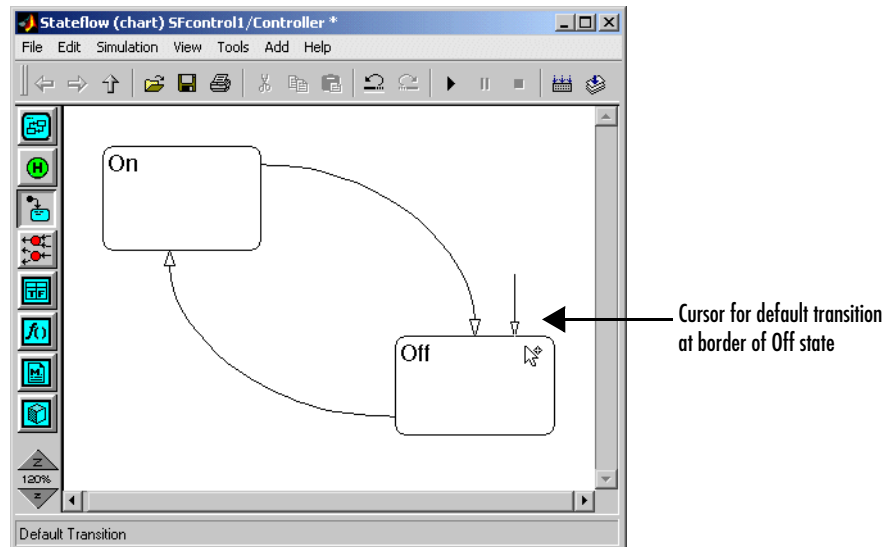 Stateflow (chart) SFcontrol1/Controller *
File Edit Simulation View Tools Add Help
H
On
TF
f()
Off
Cursor for default transition
at border of Off state
M
Z
120%
Z
Default Transition